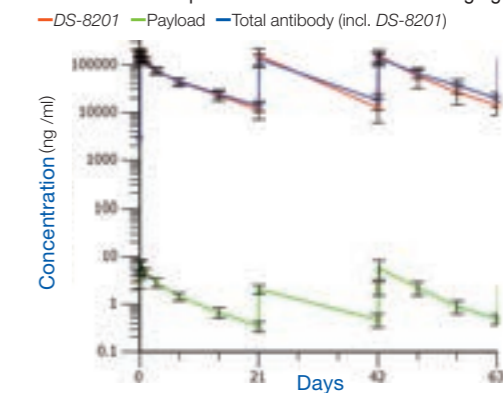 DS-8201 Payload Total antibody (incl. DS-8201)
100000
10000
1000
100
10
1
0.1
Concentration (ng /ml)
0 21 42 63
Days